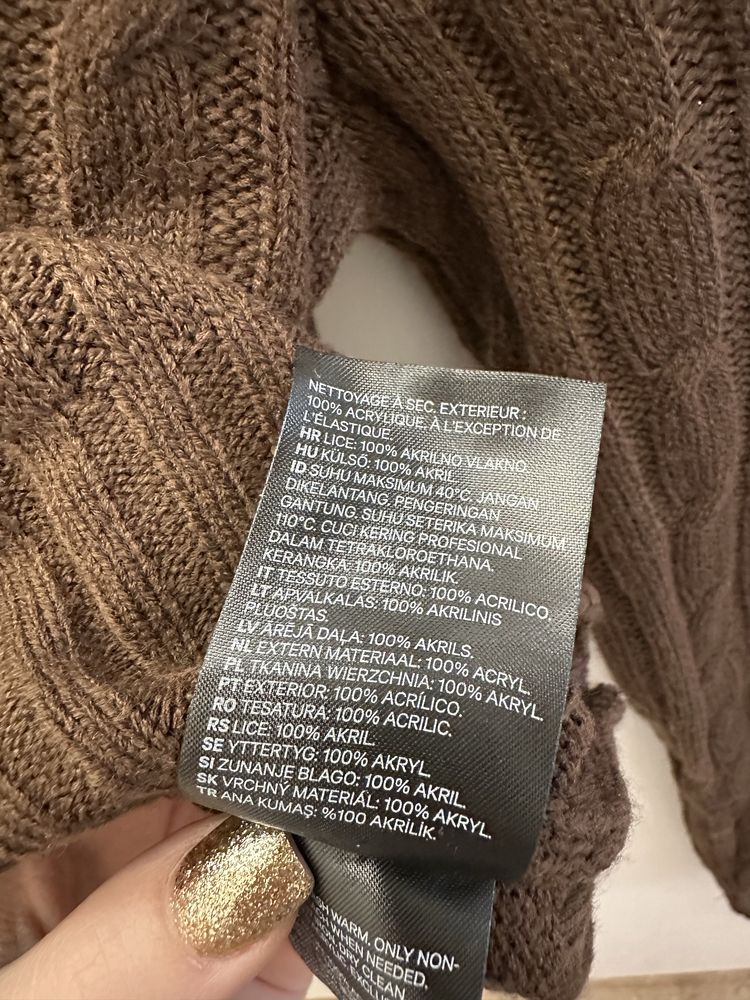 NETTOYAGE À SEC. EXTERIEUR :
100% ACRYLIQUE, À L'EXCEPTION DE
L'ÉLASTIQUE.
HR LICE: 100% AKRILNO VLAKNO
HU KÜLSŐ: 100% AKRIL
ID SUHU MAKSIMUM 40°C. JANGAN
DIKELANTANG. PENGERINGAN
GANTUNG. SUHU SETERIKA MAKSIMUM
110°C. CUCI KERING PROFESIONAL
DALAM TETRAKLOROETHANA.
KERANGKA: 100% AKRILIK.
IT TESSUTO ESTERNO: 100% ACRILICO.
LT APVALKALAS: 100% AKRILINIS
PLUOŠTAS.
LV ĀRĒJĀ DAĻA: 100% AKRILS.
NL EXTERN MATERIAAL: 100% ACRYL.
PL TKANINA WIERZCHNIA: 100% AKRYL.
PT EXTERIOR: 100% ACRÍLICO.
RO TESATURA: 100% ACRILIC.
RS LICE: 100% AKRIL.
SE YTTERTYG: 100% AKRYL
SI ZUNANJE BLAGO: 100% AKRIL.
SK VRCHNÝ MATERIÁL: 100% AKRYL.
TR ANA KUMAŞ: %100 AKRİLİK.
WARM. ONLY NON-
WHEN NEEDED.
DRY. CLEAN